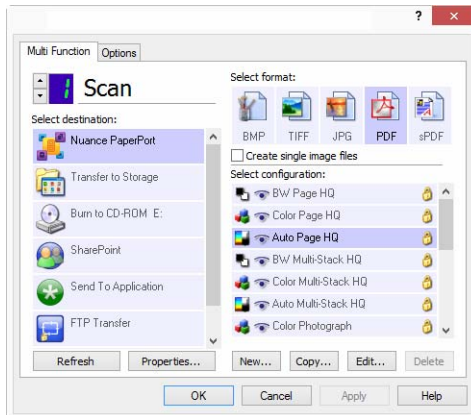 ?
×
Multi Function
Options
1
Scan
Select destination:
Nuance PaperPort
Transfer to Storage
Burn to CD-ROM E:
SharePoint
Send To Application
FTP Transfer
Refresh
Properties...
Select format:
BMP
TIFF
JPG
PDF
sPDF
Create single image files
Select configuration:
BW Page HQ
Color Page HQ
Auto Page HQ
BW Multi-Stack HQ
Color Multi-Stack HQ
Auto Multi-Stack HQ
Color Photograph
New...
Copy...
Edit...
Delete
OK
Cancel
Apply
Help